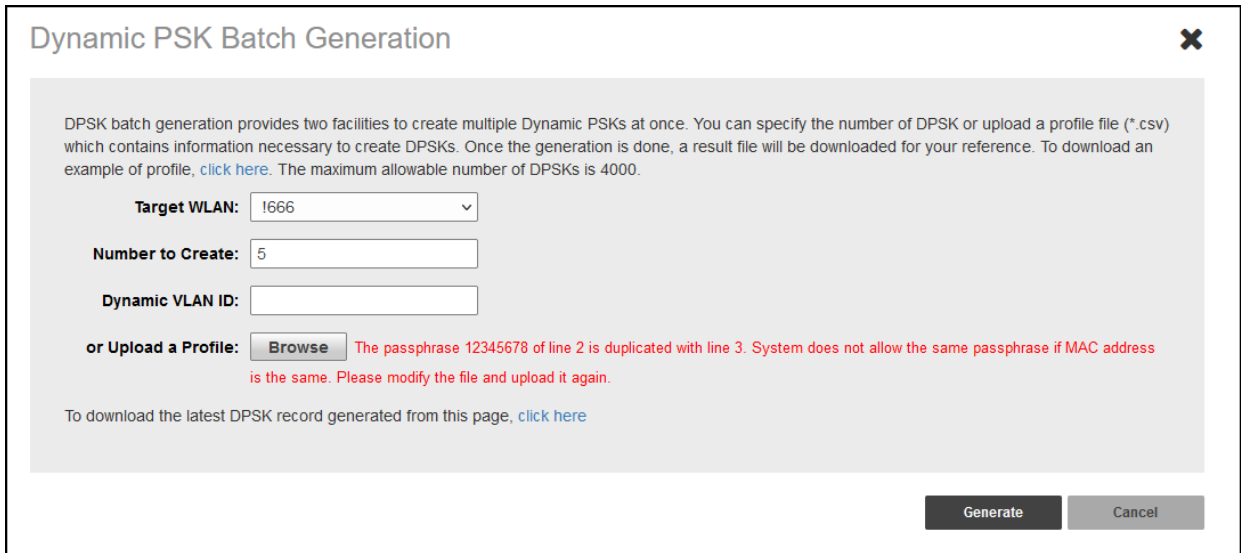 Dynamic PSK Batch Generation
DPSK batch generation provides two facilities to create multiple Dynamic PSKs at once. You can specify the number of DPSK or upload a profile file (*.csv)
which contains information necessary to create DPSKs. Once the generation is done, a result file will be downloaded for your reference. To download an
example of profile, click here. The maximum allowable number of DPSKs is 4000.
Target WLAN: !666
Number to Create: 5
Dynamic VLAN ID:
or Upload a Profile: Browse The passphrase 12345678 of line 2 is duplicated with line 3. System does not allow the same passphrase if MAC address
is the same. Please modify the file and upload it again.
To download the latest DPSK record generated from this page, click here
Generate Cancel